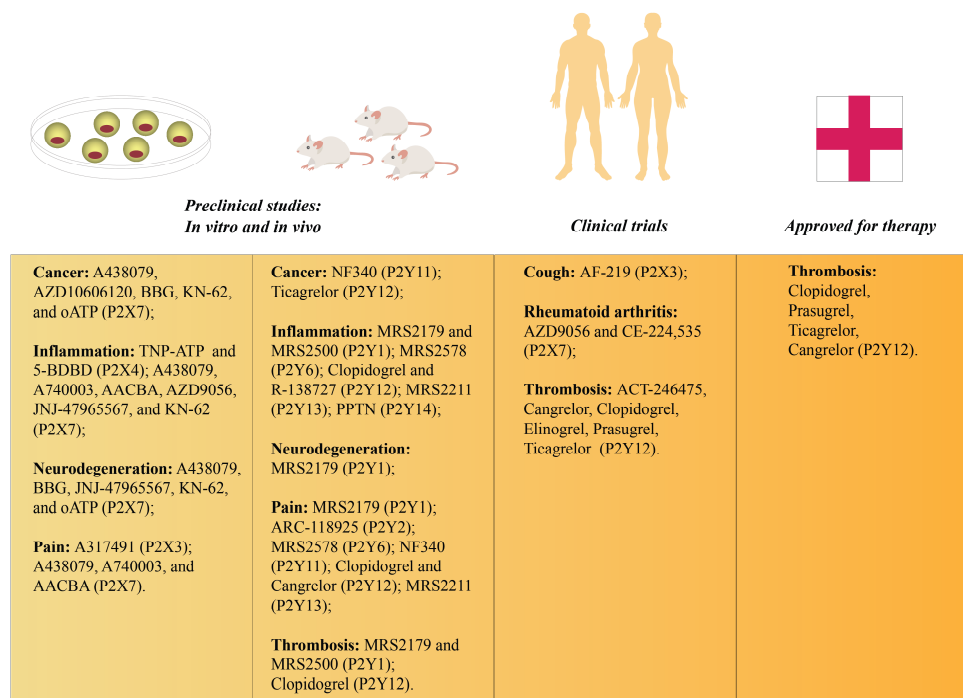 Preclinical studies:
In vitro and in vivo
Clinical trials
Approved for therapy
Cancer: A438079,
AZD10606120, BBG, KN-62,
and oATP (P2X7);
Inflammation: TNP-ATP and
5-BDBD (P2X4); A438079,
A740003, AACBA, AZD9056,
JNJ-47965567, and KN-62
(P2X7);
Neurodegeneration: A438079,
BBG, JNJ-47965567, KN-62,
and oATP (P2X7);
Pain: A317491 (P2X3);
A438079, A740003, and
AACBA (P2X7).
Cancer: NF340 (P2Y11);
Ticagrelor (P2Y12);
Inflammation: MRS2179 and
MRS2500 (P2Y1); MRS2578
(P2Y6); Clopidogrel and
R-138727 (P2Y12); MRS2211
(P2Y13); PPTN (P2Y14);
Neurodegeneration:
MRS2179 (P2Y1);
Pain: MRS2179 (P2Y1);
ARC-118925 (P2Y2);
MRS2578 (P2Y6); NF340
(P2Y11); Clopidogrel and
Cangrelor (P2Y12); MRS2211
(P2Y13);
Thrombosis: MRS2179 and
MRS2500 (P2Y1);
Clopidogrel (P2Y12).
Cough: AF-219 (P2X3);
Rheumatoid arthritis:
AZD9056 and CE-224,535
(P2X7);
Thrombosis: ACT-246475,
Cangrelor, Clopidogrel,
Elinogrel, Prasugrel,
Ticagrelor (P2Y12).
Thrombosis:
Clopidogrel,
Prasugrel,
Ticagrelor,
Cangrelor (P2Y12).